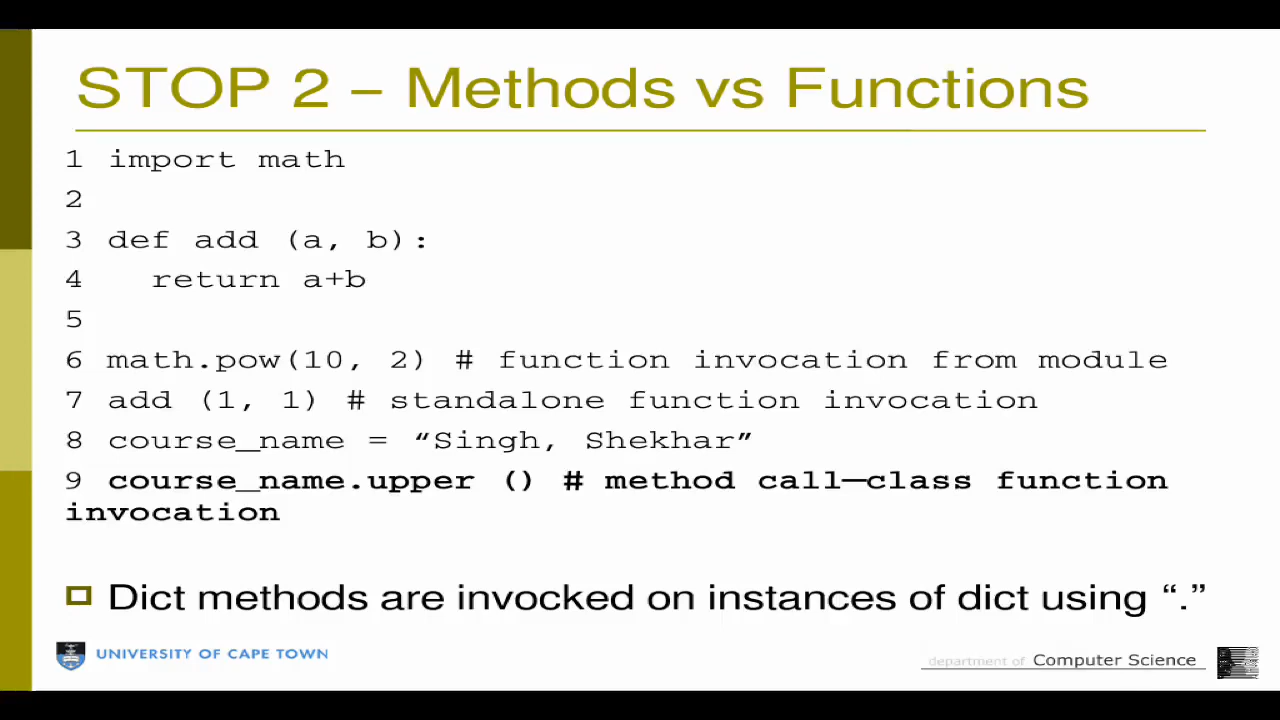 STOP 2 – Methods vs Functions
1 import math
2
3 def add (a, b):
4   return a+b
5
6 math.pow(10, 2) # function invocation from module
7 add (1, 1) # standalone function invocation
8 course_name = “Singh, Shekhar”
9 course_name.upper () # method call—class function
invocation
Dict methods are invoked on instances of dict using “.”
UNIVERSITY OF CAPE TOWN
department of Computer Science